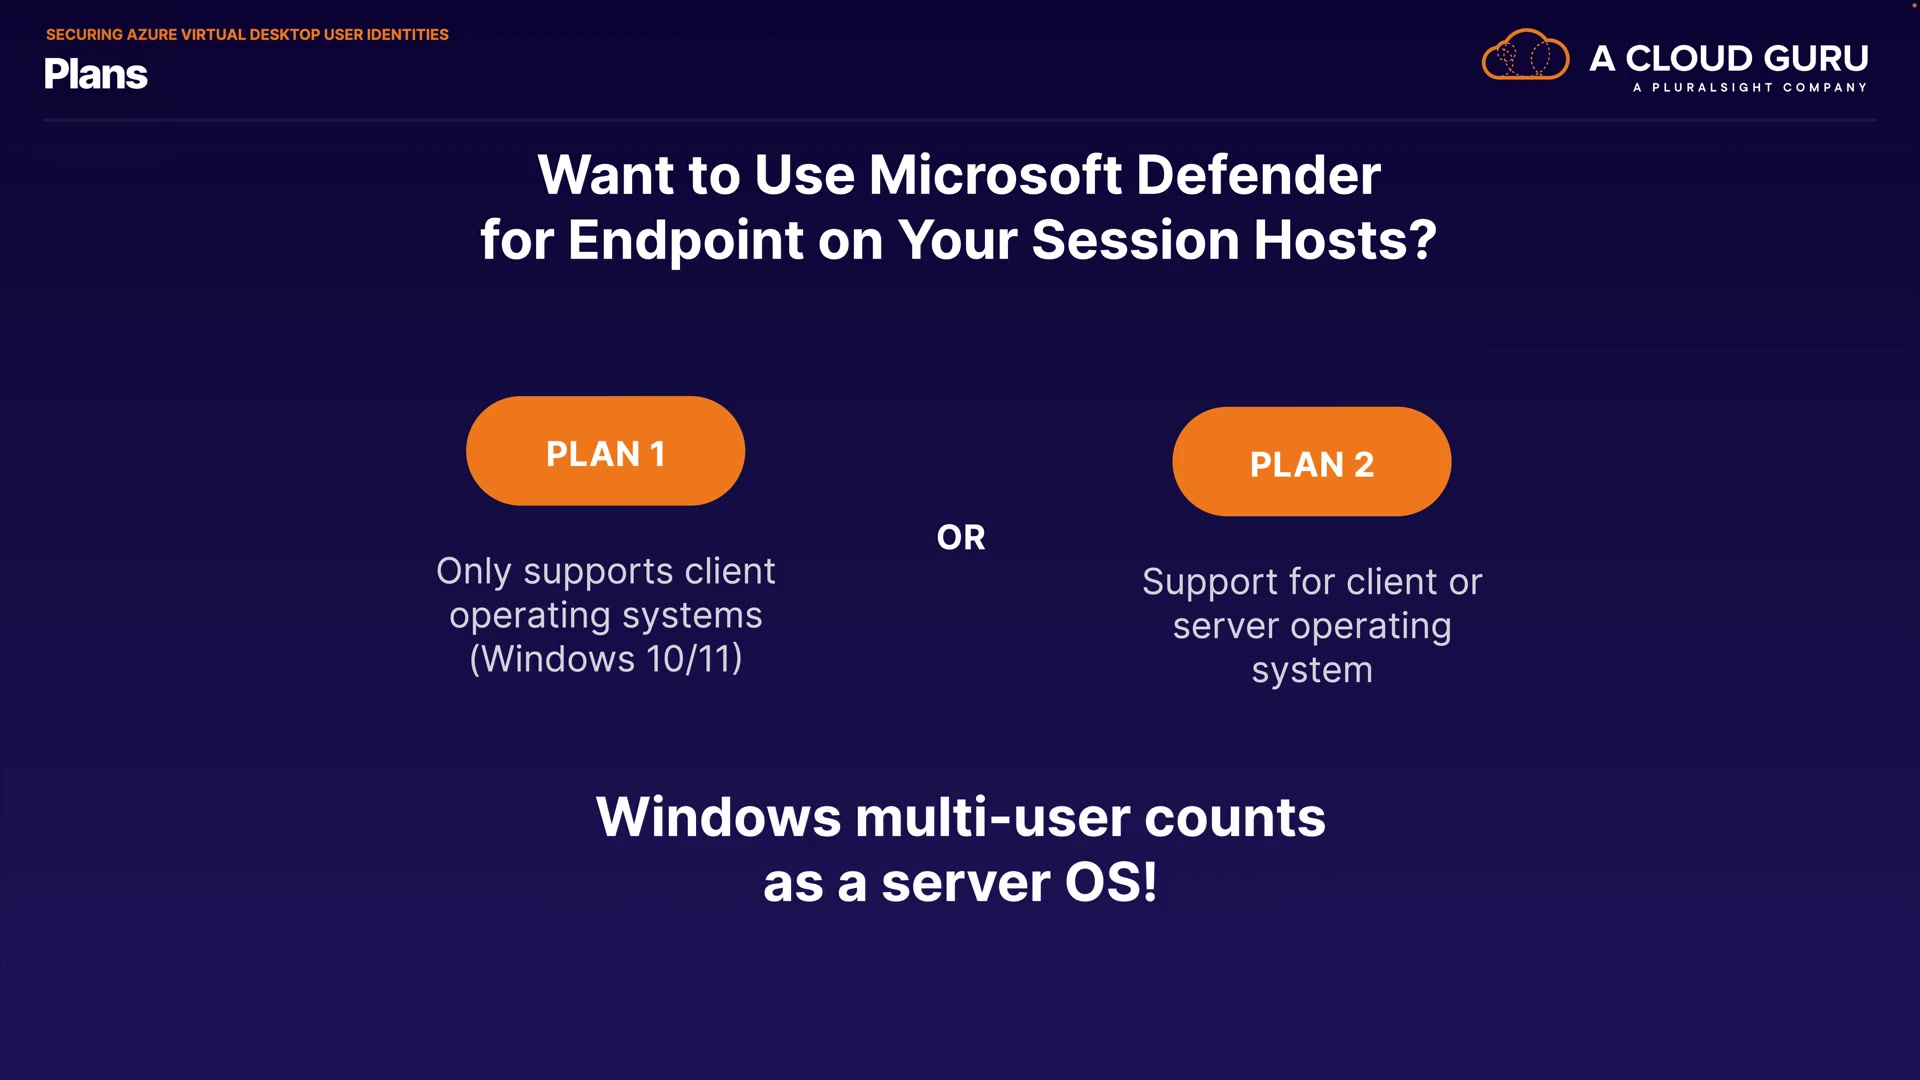 SECURING AZURE VIRTUAL DESKTOP USER IDENTITIES
Plans
A CLOUD GURU
A PLURALSIGHT COMPANY
Want to Use Microsoft Defender
for Endpoint on Your Session Hosts?
PLAN 1
Only supports client
operating systems
(Windows 10/11)
OR
PLAN 2
Support for client or
server operating
system
Windows multi-user counts
as a server OS!